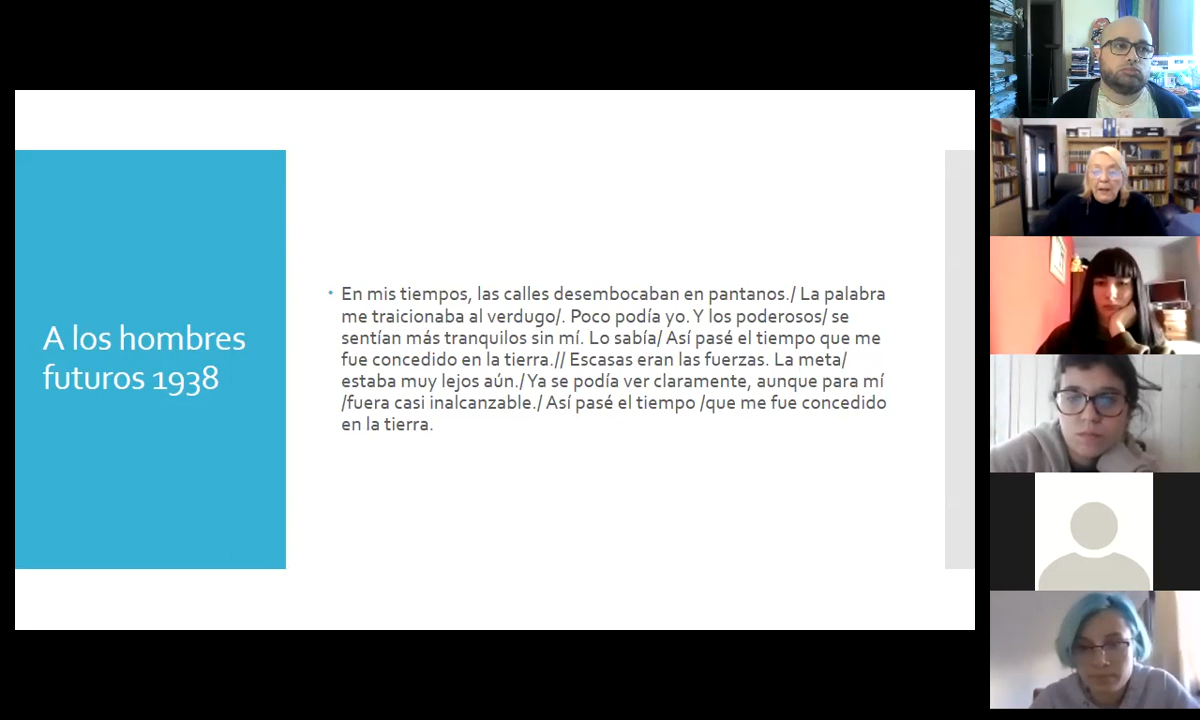 A los hombres
futuros 1938
En mis tiempos, las calles desembocaban en pantanos./ La palabra
me traicionaba al verdugo/. Poco podía yo. Y los poderosos/ se
sentían más tranquilos sin mí. Lo sabía/ Así pasé el tiempo que me
fue concedido en la tierra.// Escasas eran las fuerzas. La meta/
estaba muy lejos aún./ Ya se podía ver claramente, aunque para mí
/fuera casi inalcanzable./ Así pasé el tiempo /que me fue concedido
en la tierra.